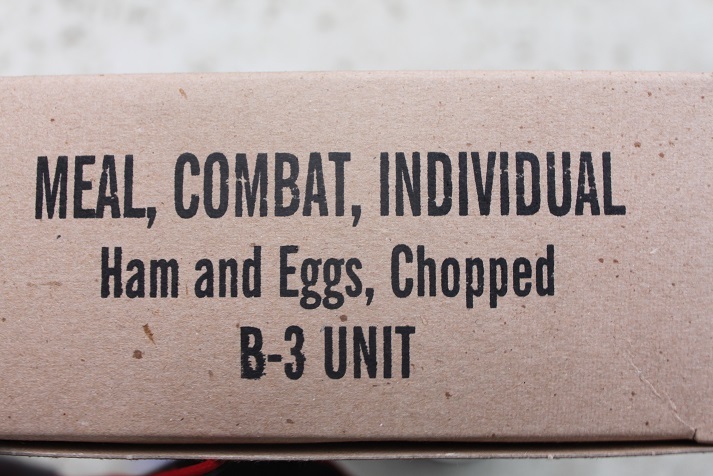 MEAL, COMBAT, INDIVIDUAL
Ham and Eggs, Chopped
B-3 UNIT